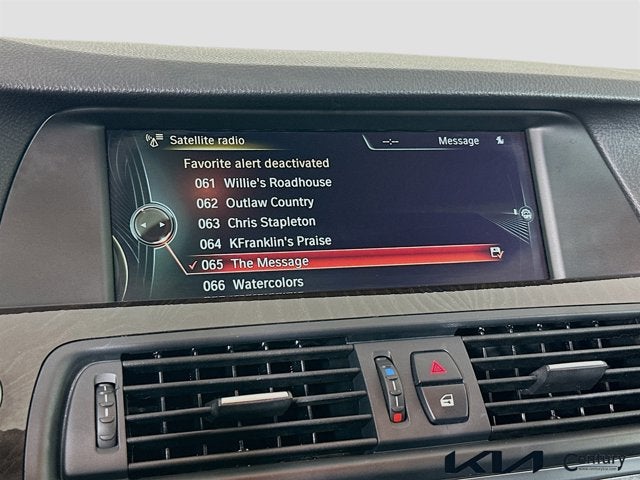 Satellite radio
--:-- Message
Favorite alert deactivated
061 Willie's Roadhouse
062 Outlaw Country
063 Chris Stapleton
064 KFranklin's Praise
065 The Message
066 Watercolors
KIA Century